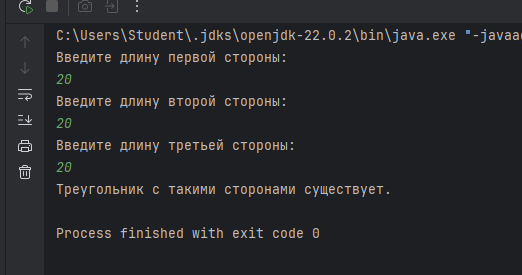 C:\Users\Student\.jdks\openjdk-22.0.2\bin\java.exe "-javaa
Введите длину первой стороны:
20
Введите длину второй стороны:
20
Введите длину третьей стороны:
20
Треугольник с такими сторонами существует.
Process finished with exit code 0